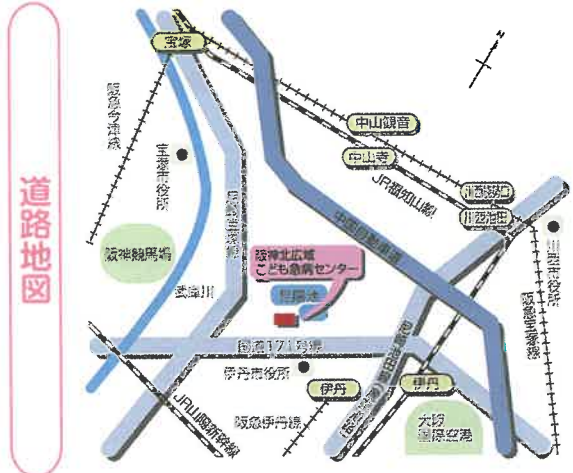 道路地図
宝塚
N
阪急今津線
宝塚市役所
中山観音
中山寺
JR福知山線
川西能勢口
川西池田
川西市役所
中国自動車道
阪神競馬場
阪神北広域
こども急病センター
昆陽池
武庫川
阪急宝塚線
国道171号線
伊丹市役所
伊丹
伊丹
JR山陽新幹線
阪急伊丹線
大阪
国際空港